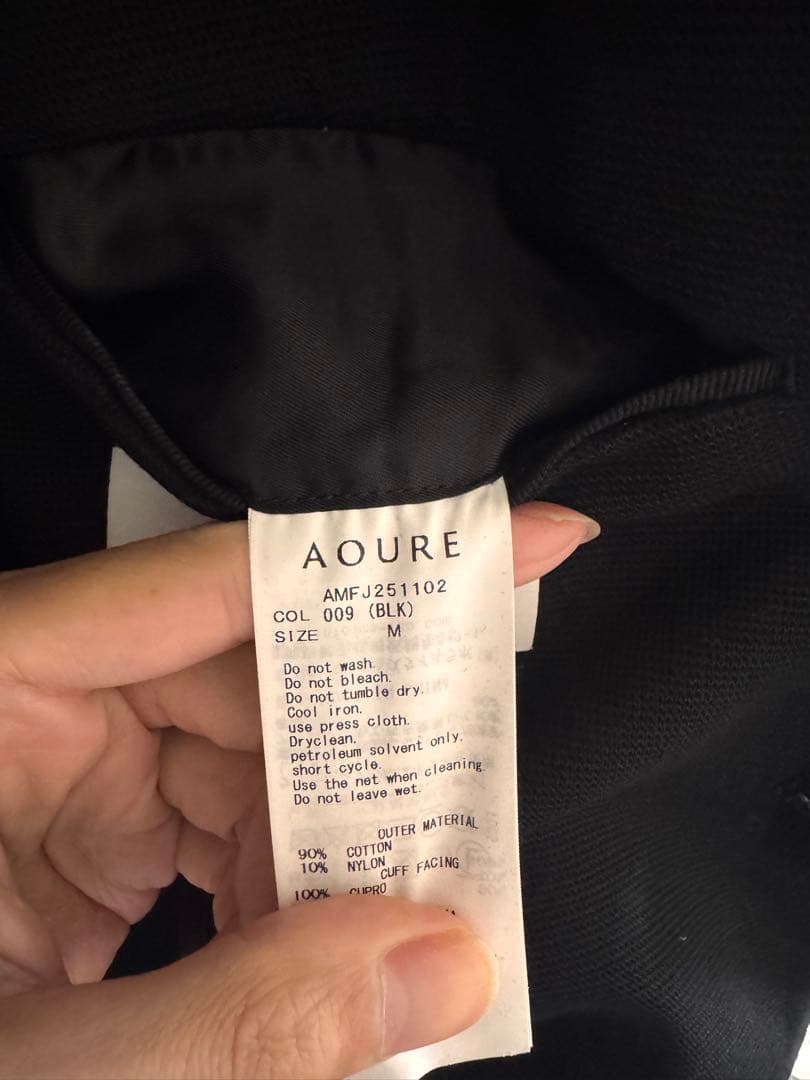 AOURE
AMFJ251102
COL 009 (BLK)
SIZE M
Do not wash.
Do not bleach.
Do not tumble dry.
Cool iron.
use press cloth.
Dryclean.
petroleum solvent only.
short cycle.
Use the net when cleaning.
Do not leave wet.
OUTER MATERIAL
90% COTTON
10% NYLON
CUFF FACING
100% CUPRO